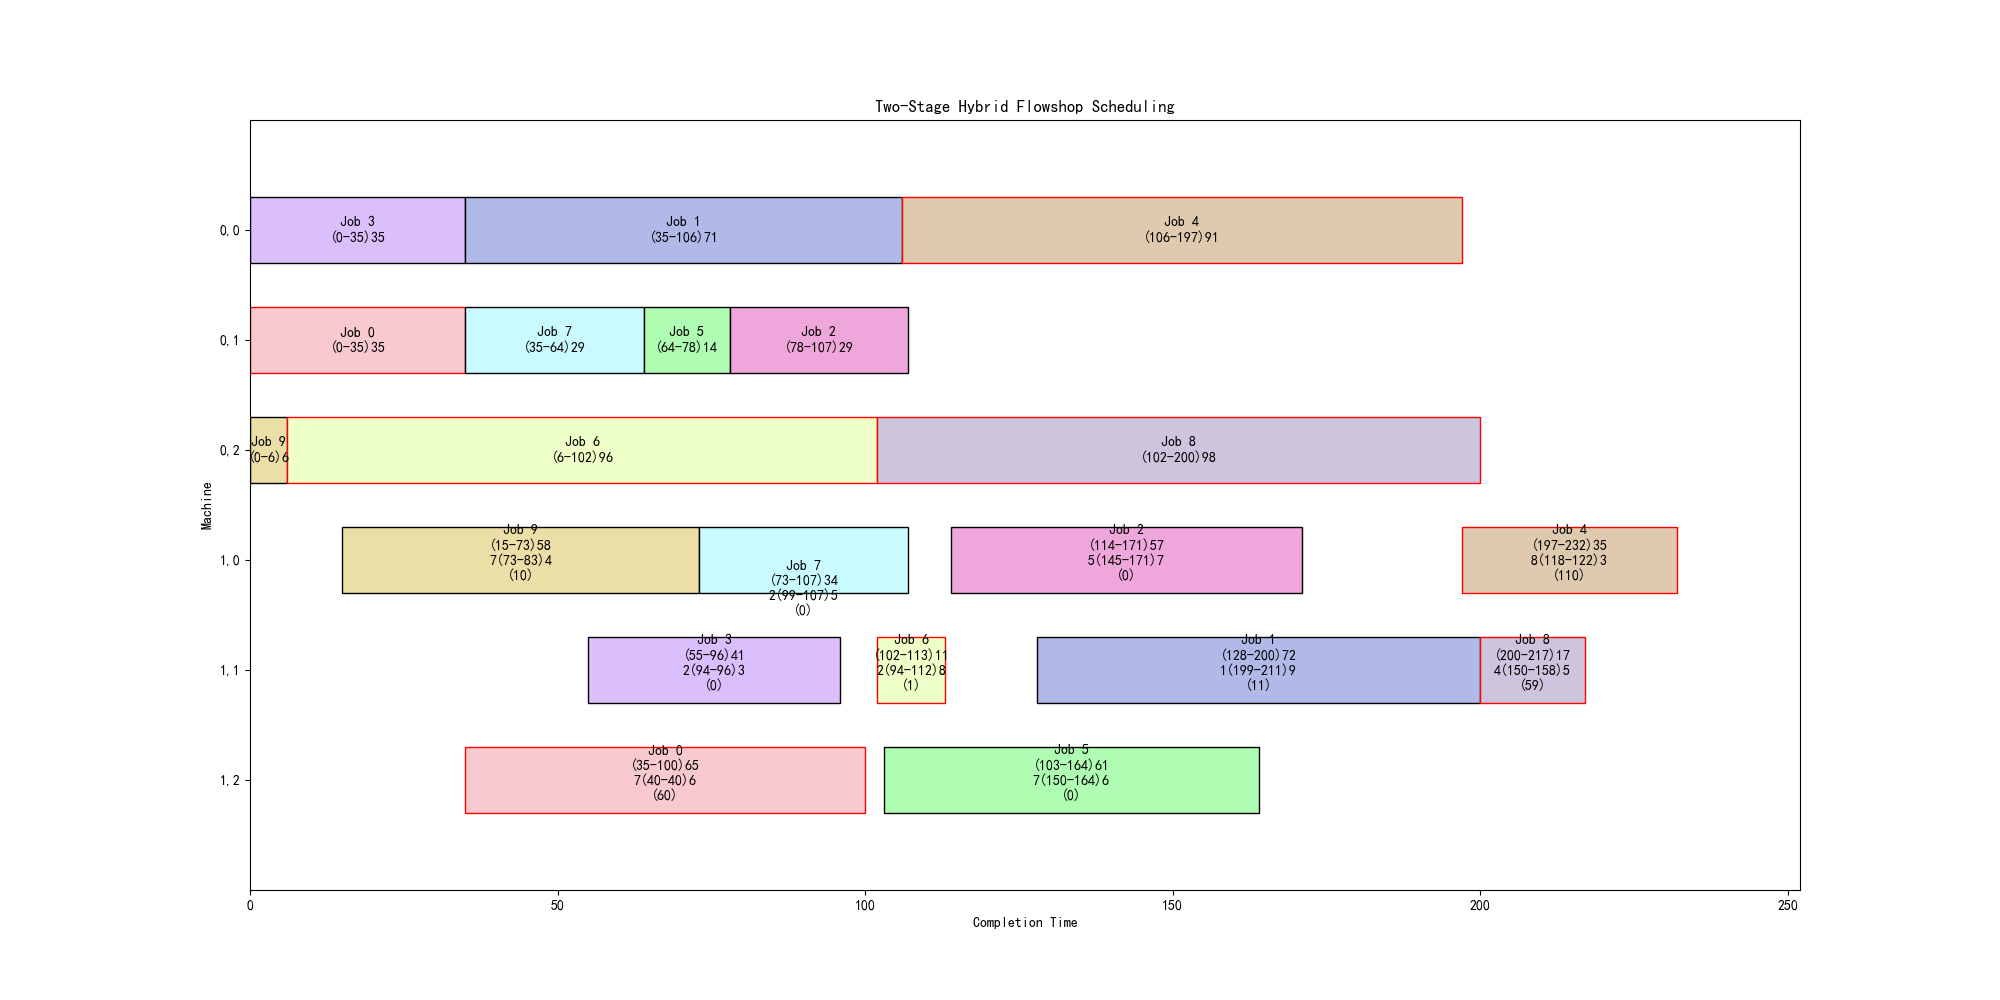 Two-Stage Hybrid Flowshop Scheduling
Machine
0,0
Job 3
(0-35)35
Job 1
(35-106)71
Job 4
(106-197)91
0,1
Job 0
(0-35)35
Job 7
(35-64)29
Job 5
(64-78)14
Job 2
(78-107)29
0,2
Job 9
(0-6)6
Job 6
(6-102)96
Job 8
(102-200)98
1,0
Job 9
(15-73)58
7(73-83)4
(10)
Job 7
(73-107)34
2(99-107)5
(0)
Job 2
(114-171)57
5(145-171)7
(0)
Job 4
(197-232)35
8(118-122)3
(110)
1,1
Job 3
(55-96)41
2(94-96)3
(0)
Job 6
(102-113)11
2(94-112)8
(1)
Job 1
(128-200)72
1(199-211)9
(11)
Job 8
(200-217)17
4(150-158)5
(59)
1,2
Job 0
(35-100)65
7(40-40)6
(60)
Job 5
(103-164)61
7(150-164)6
(0)
0
50
100
150
200
250
Completion Time